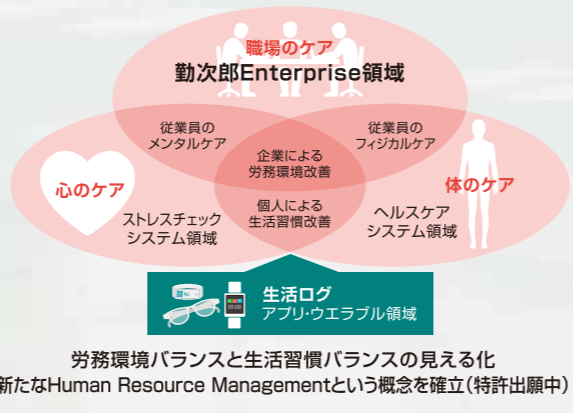 職場のケア
勤次郎Enterprise領域
従業員の
メンタルケア
従業員の
フィジカルケア
企業による
労務環境改善
心のケア
体のケア
個人による
生活習慣改善
ストレスチェック
システム領域
ヘルスケア
システム領域
05:00
生活ログ
アプリ・ウエラブル領域
労務環境バランスと生活習慣バランスの見える化
新たなHuman Resource Managementという概念を確立(特許出願中)